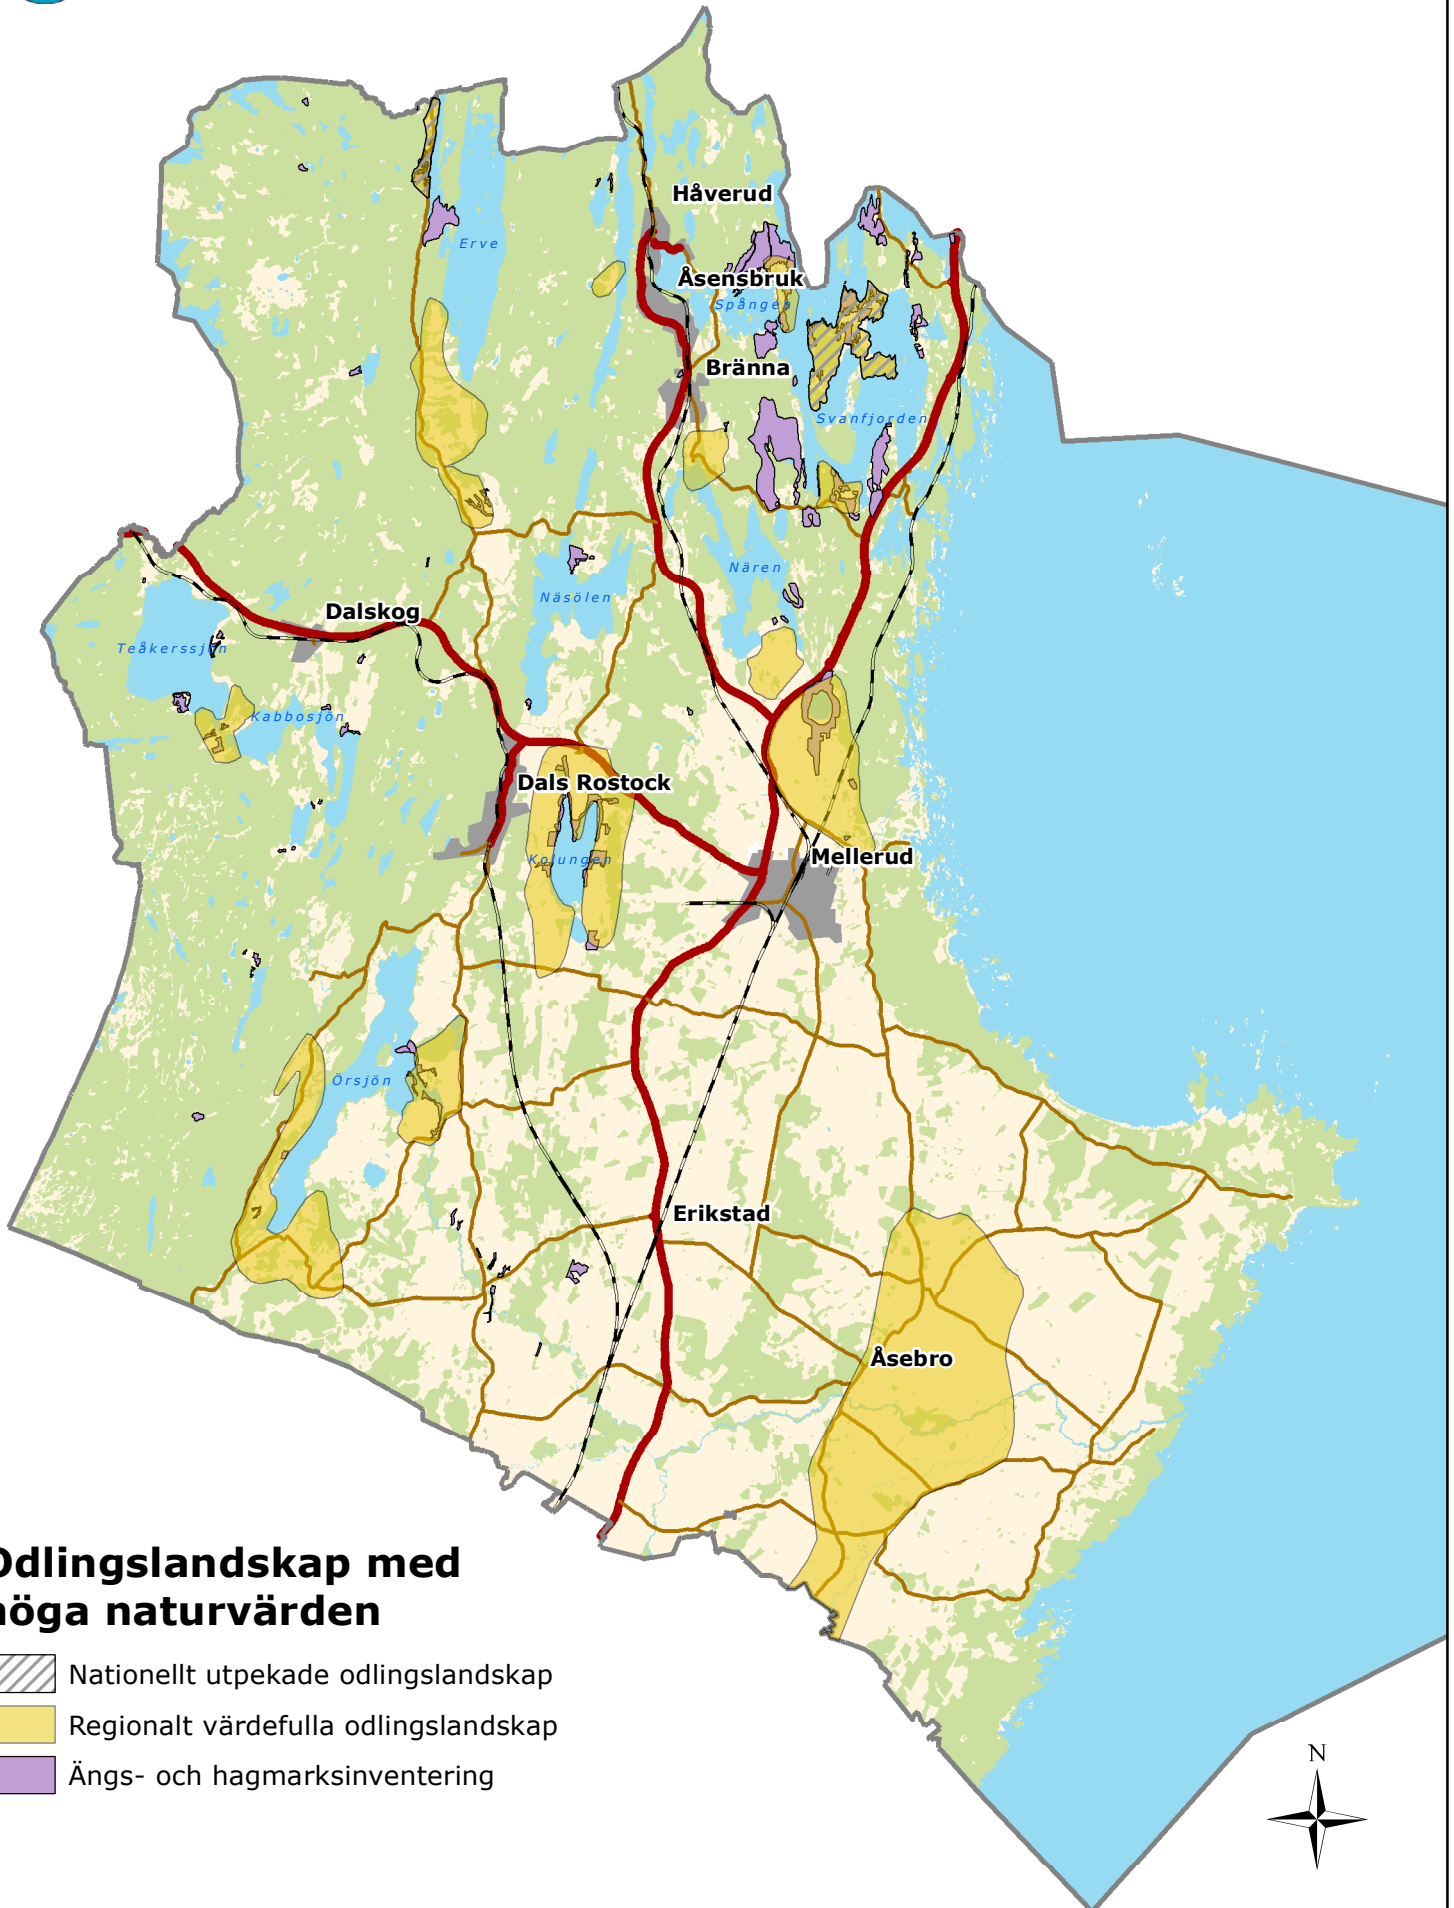 Håverud
Erve
Åsensbruk
Spången
Bränna
Svanfjorden
Nären
Näsölen
Dalskog
Teåkerssjön
Kabbosjön
Dals Rostock
Kolungen
Mellerud
Örsjön
Erikstad
Åsebro
Odlingslandskap med
höga naturvärden
Nationellt utpekade odlingslandskap
Regionalt värdefulla odlingslandskap
Ängs- och hagmarksinventering
N